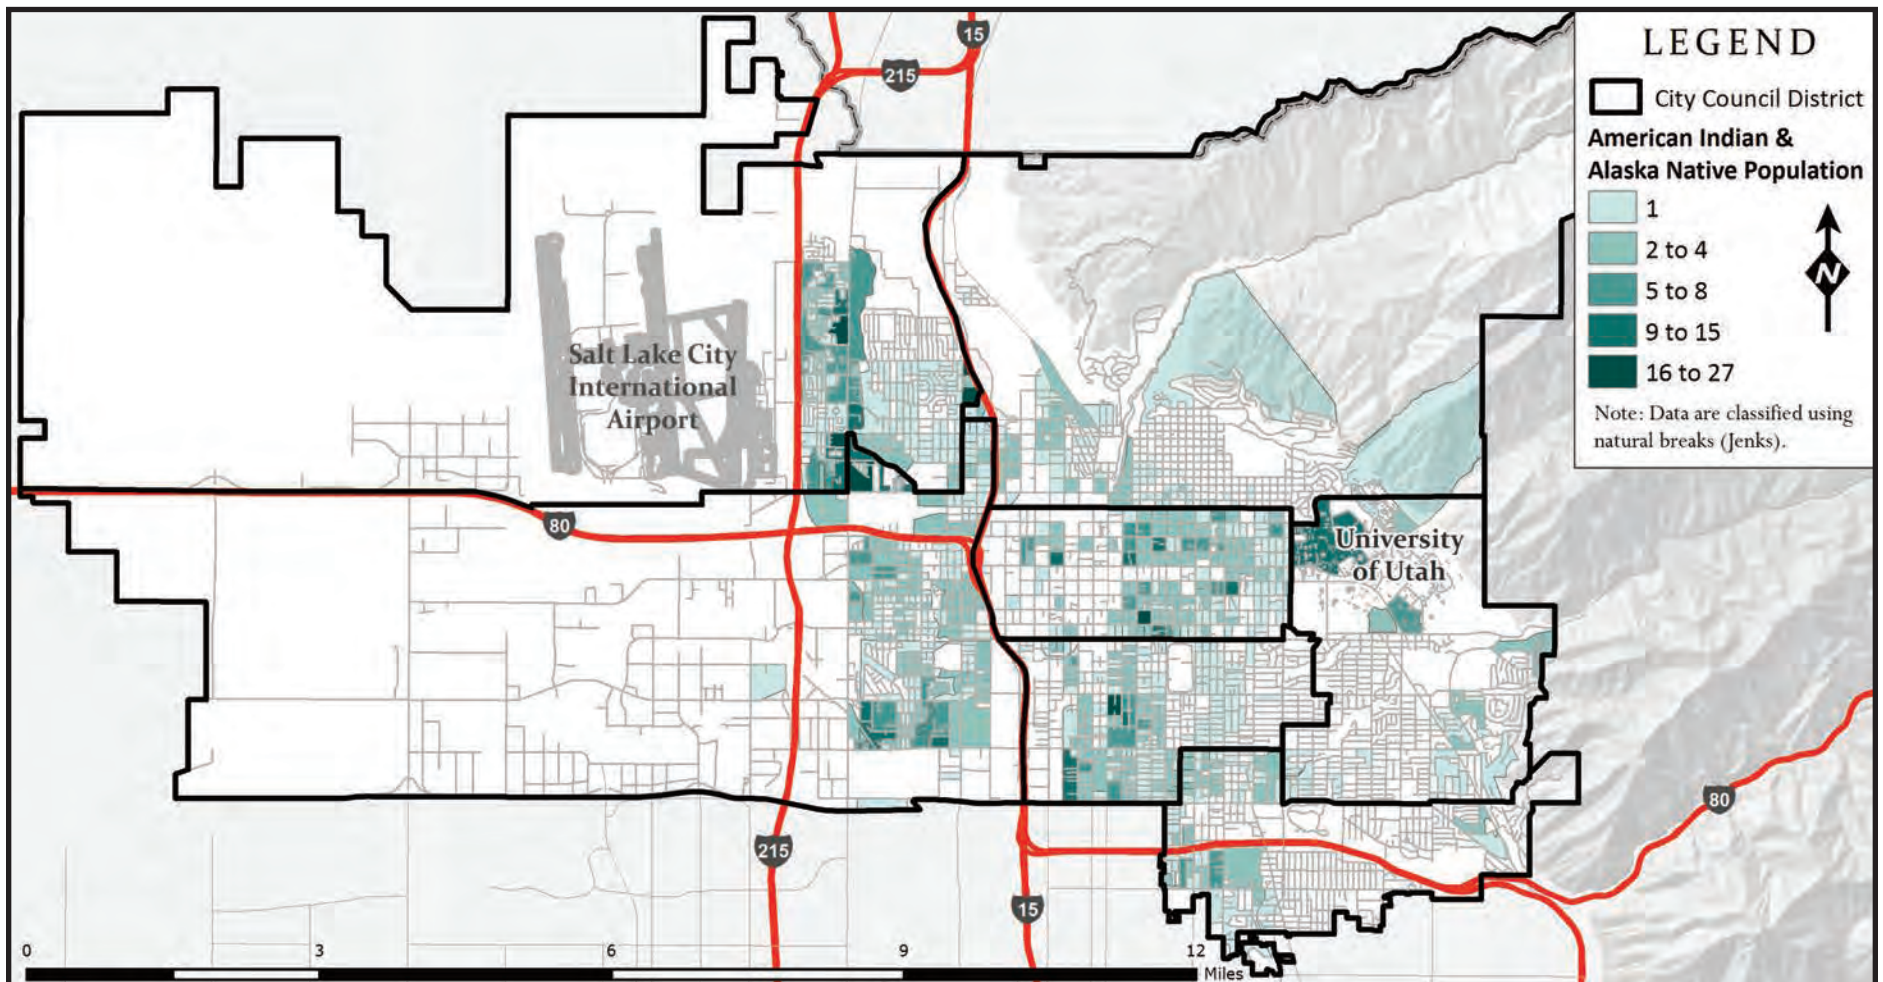 LEGEND
City Council District
American Indian &
Alaska Native Population
1
2 to 4
5 to 8
9 to 15
16 to 27
Note: Data are classified using
natural breaks (Jenks).
N
15
215
Salt Lake City
International
Airport
80
University
of Utah
80
215
15
0 3 6 9 12
Miles